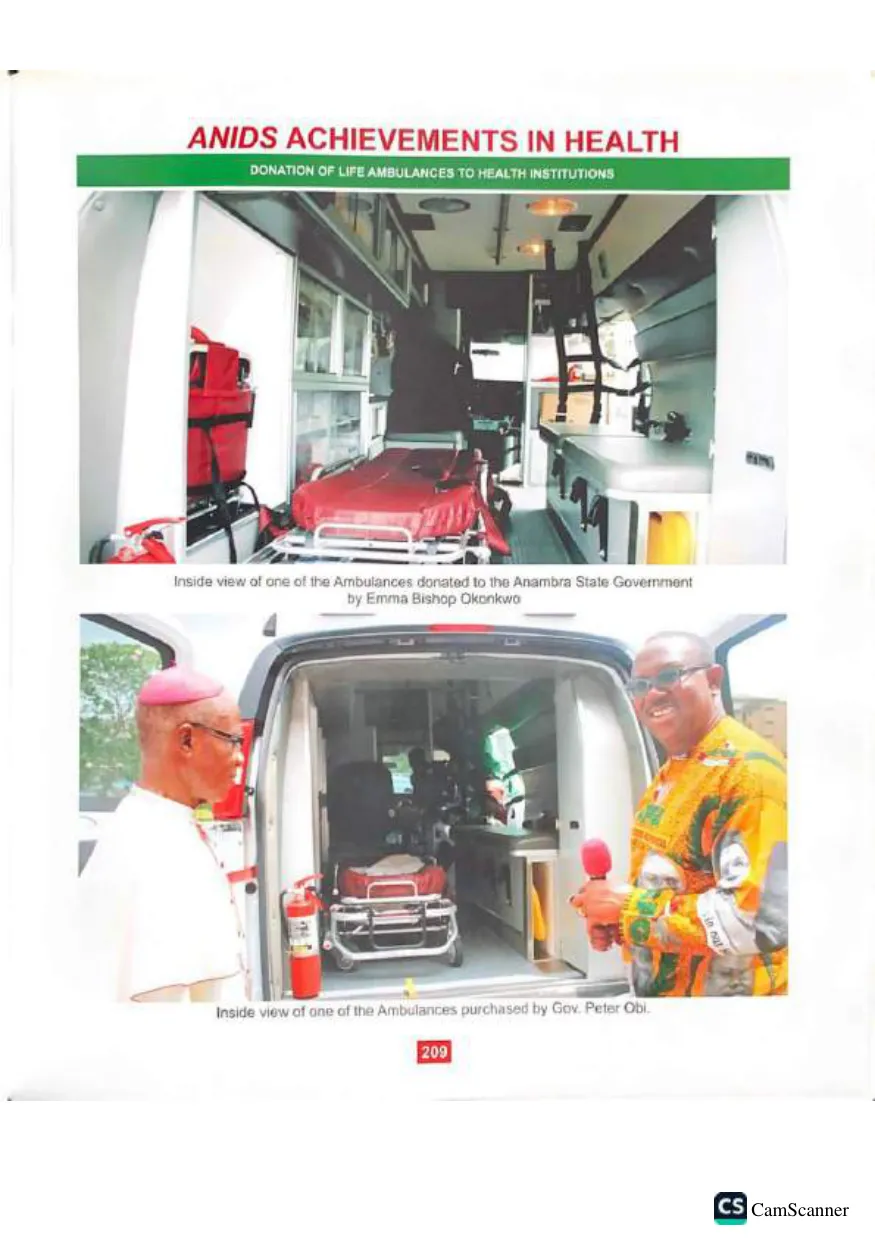 ANIDS ACHIEVEMENTS IN HEALTH
DONATION OF LIFE AMBULANCES TO HEALTH INSTITUTIONS
Inside view of one of the Ambulances donated to the Anambra State Government
by Emma Bishop Okonkwo
Inside view of one of the Ambulances purchased by Gov. Peter Obi.
209
CS CamScanner